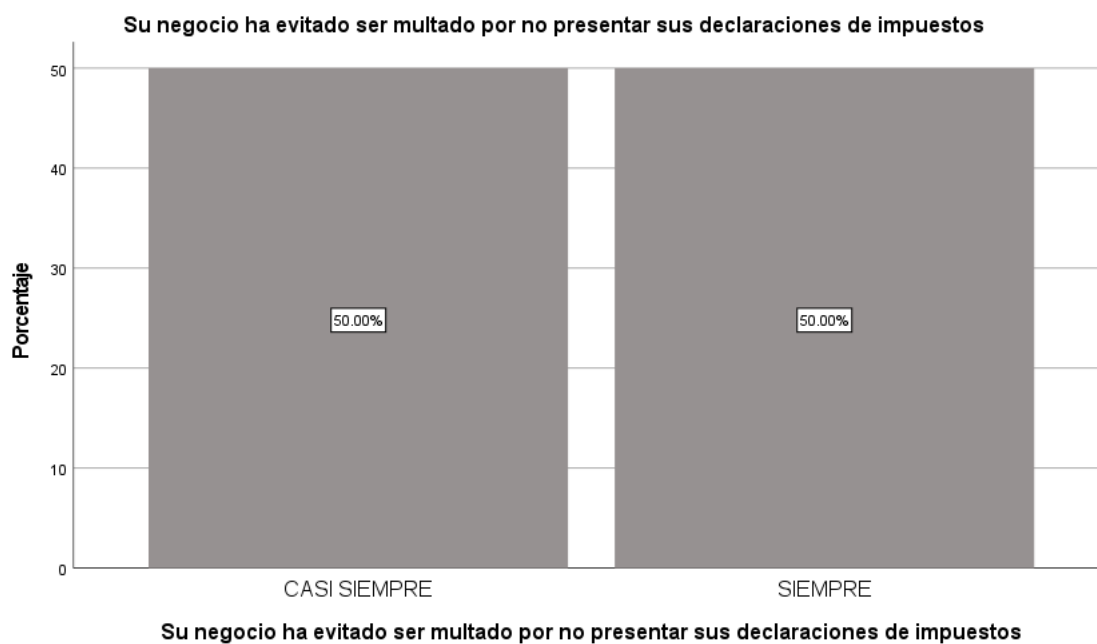 Su negocio ha evitado ser multado por no presentar sus declaraciones de impuestos
50
40
30
20
10
0
Porcentaje
50.00%
50.00%
CASI SIEMPRE
SIEMPRE
Su negocio ha evitado ser multado por no presentar sus declaraciones de impuestos